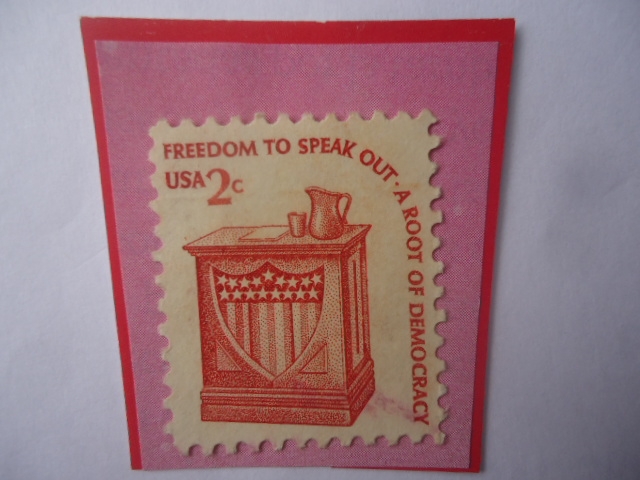 FREEDOM TO SPEAK OUT · A ROOT OF DEMOCRACY
USA 2c